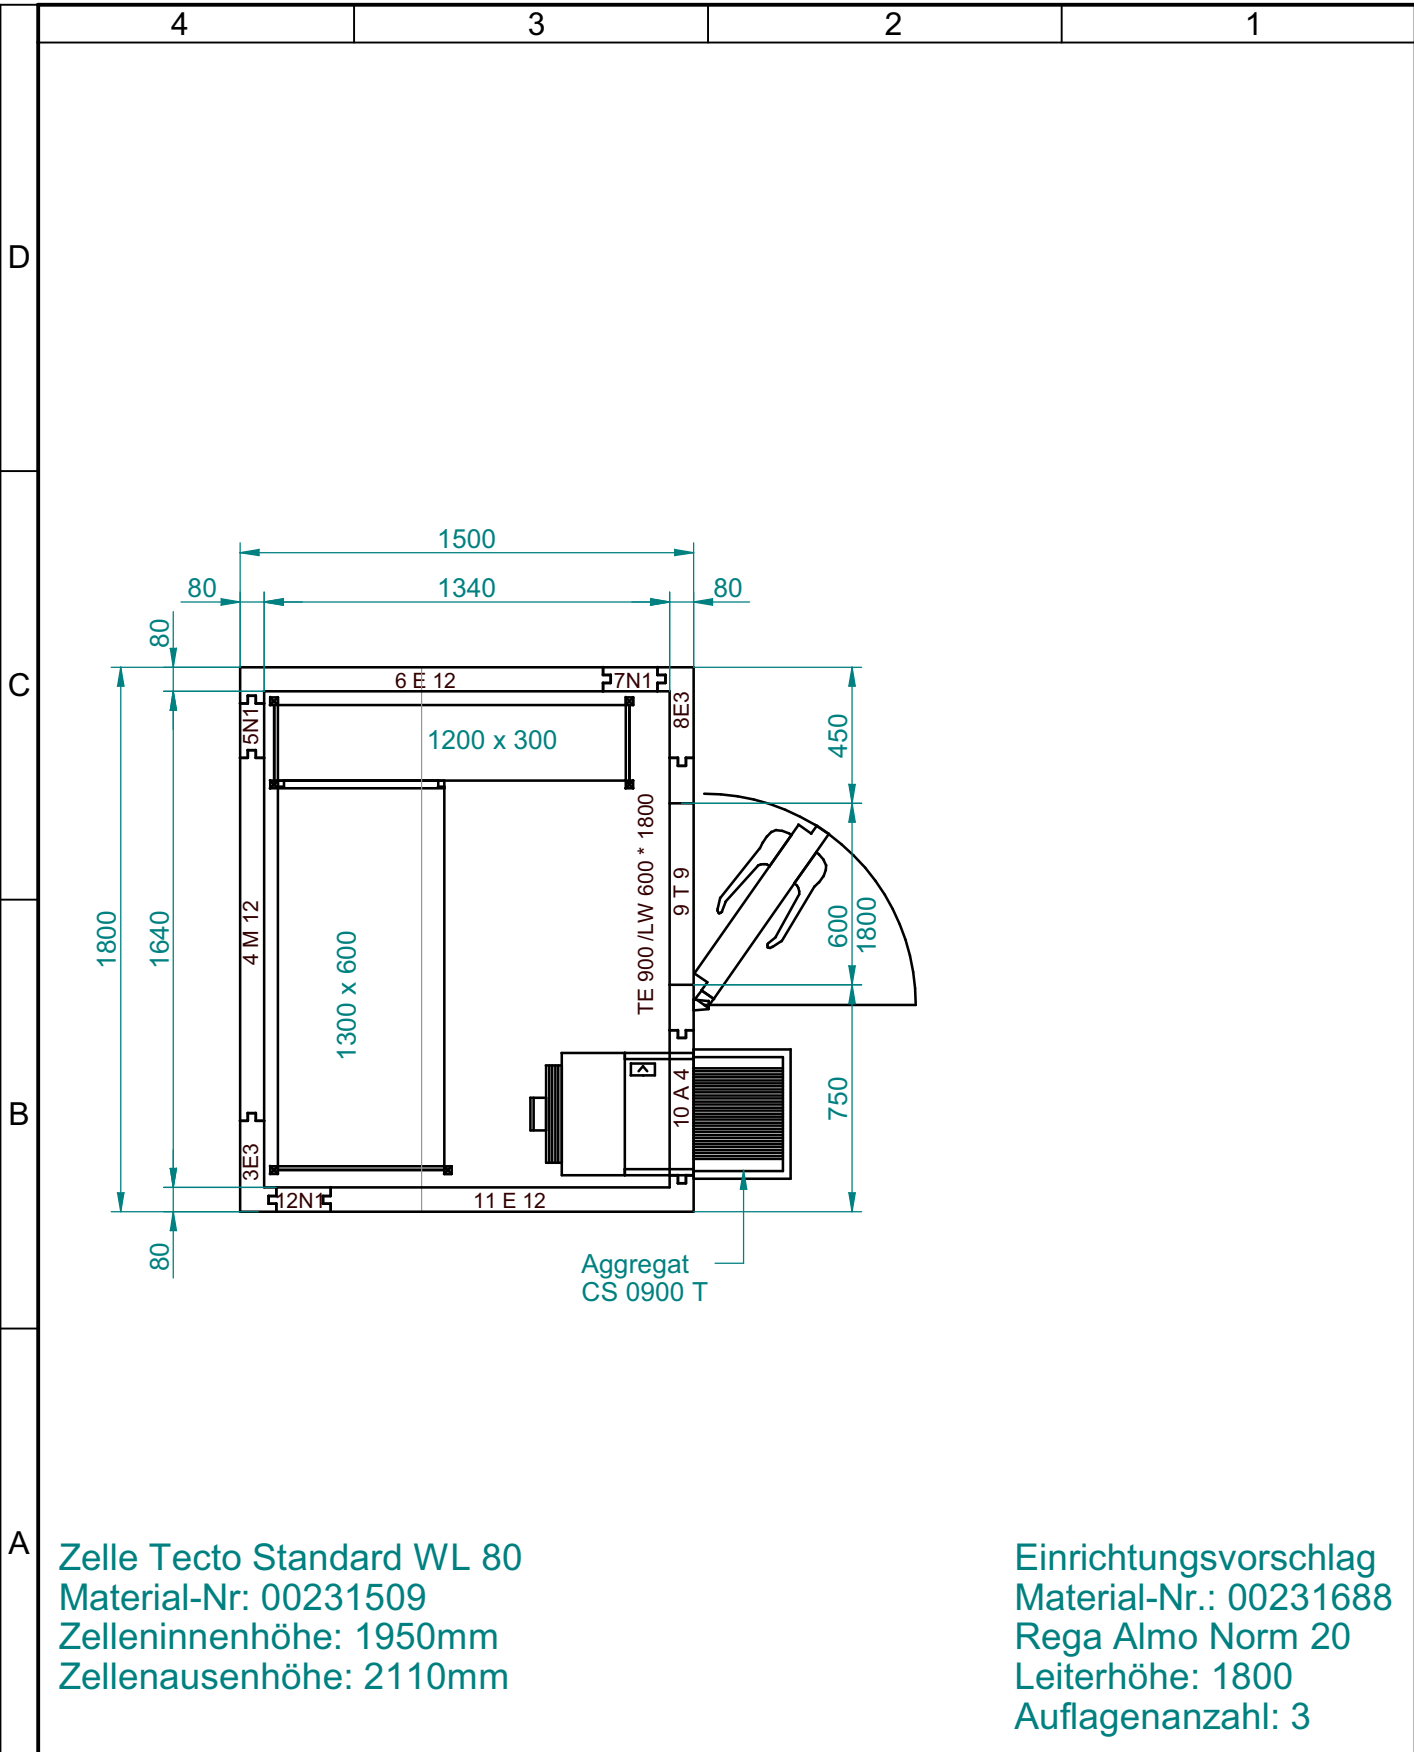 4 3 2 1
D
C
B
A
1500
80 1340 80
80
1800
1640
80
450
600
1800
750
6 E 12
7N1
8E3
5N1
4 M 12
3E3
12N1
11 E 12
10 A 4
9 T 9
TE 900 /LW 600 * 1800
1200 x 300
1300 x 600
Aggregat
CS 0900 T
Zelle Tecto Standard WL 80
Material-Nr: 00231509
Zelleninnenhöhe: 1950mm
Zellenausenhöhe: 2110mm
Einrichtungsvorschlag
Material-Nr.: 00231688
Rega Almo Norm 20
Leiterhöhe: 1800
Auflagenanzahl: 3